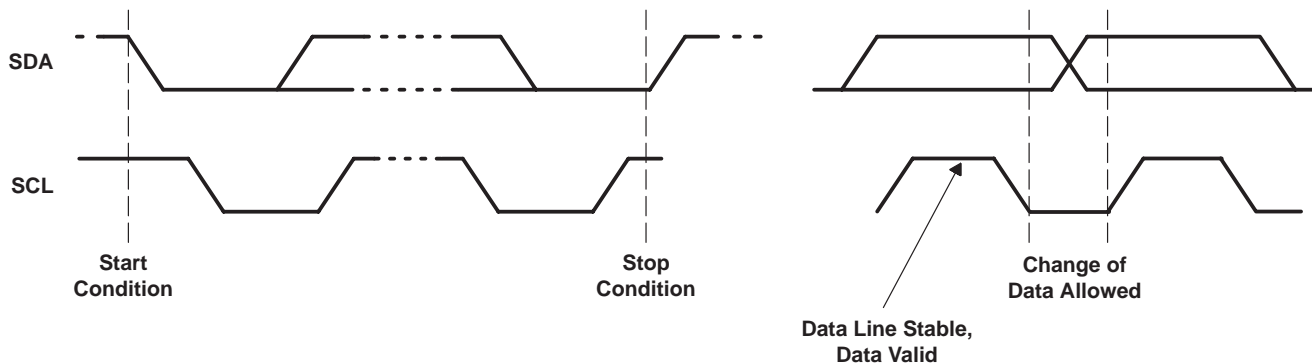 SDA
SCL
Start
Condition
Stop
Condition
Change of
Data Allowed
Data Line Stable,
Data Valid